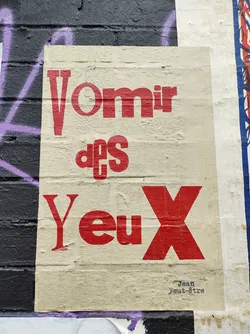 Vomir
des
YeuX
Jean
Peut-être